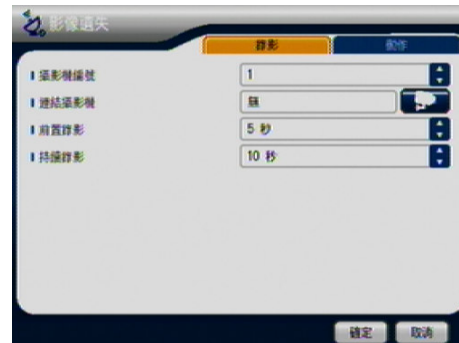 影像遺失
錄影 動作
攝影機編號 1
連結攝影機 無
前置錄影 5 秒
持續錄影 10 秒
確定 取消